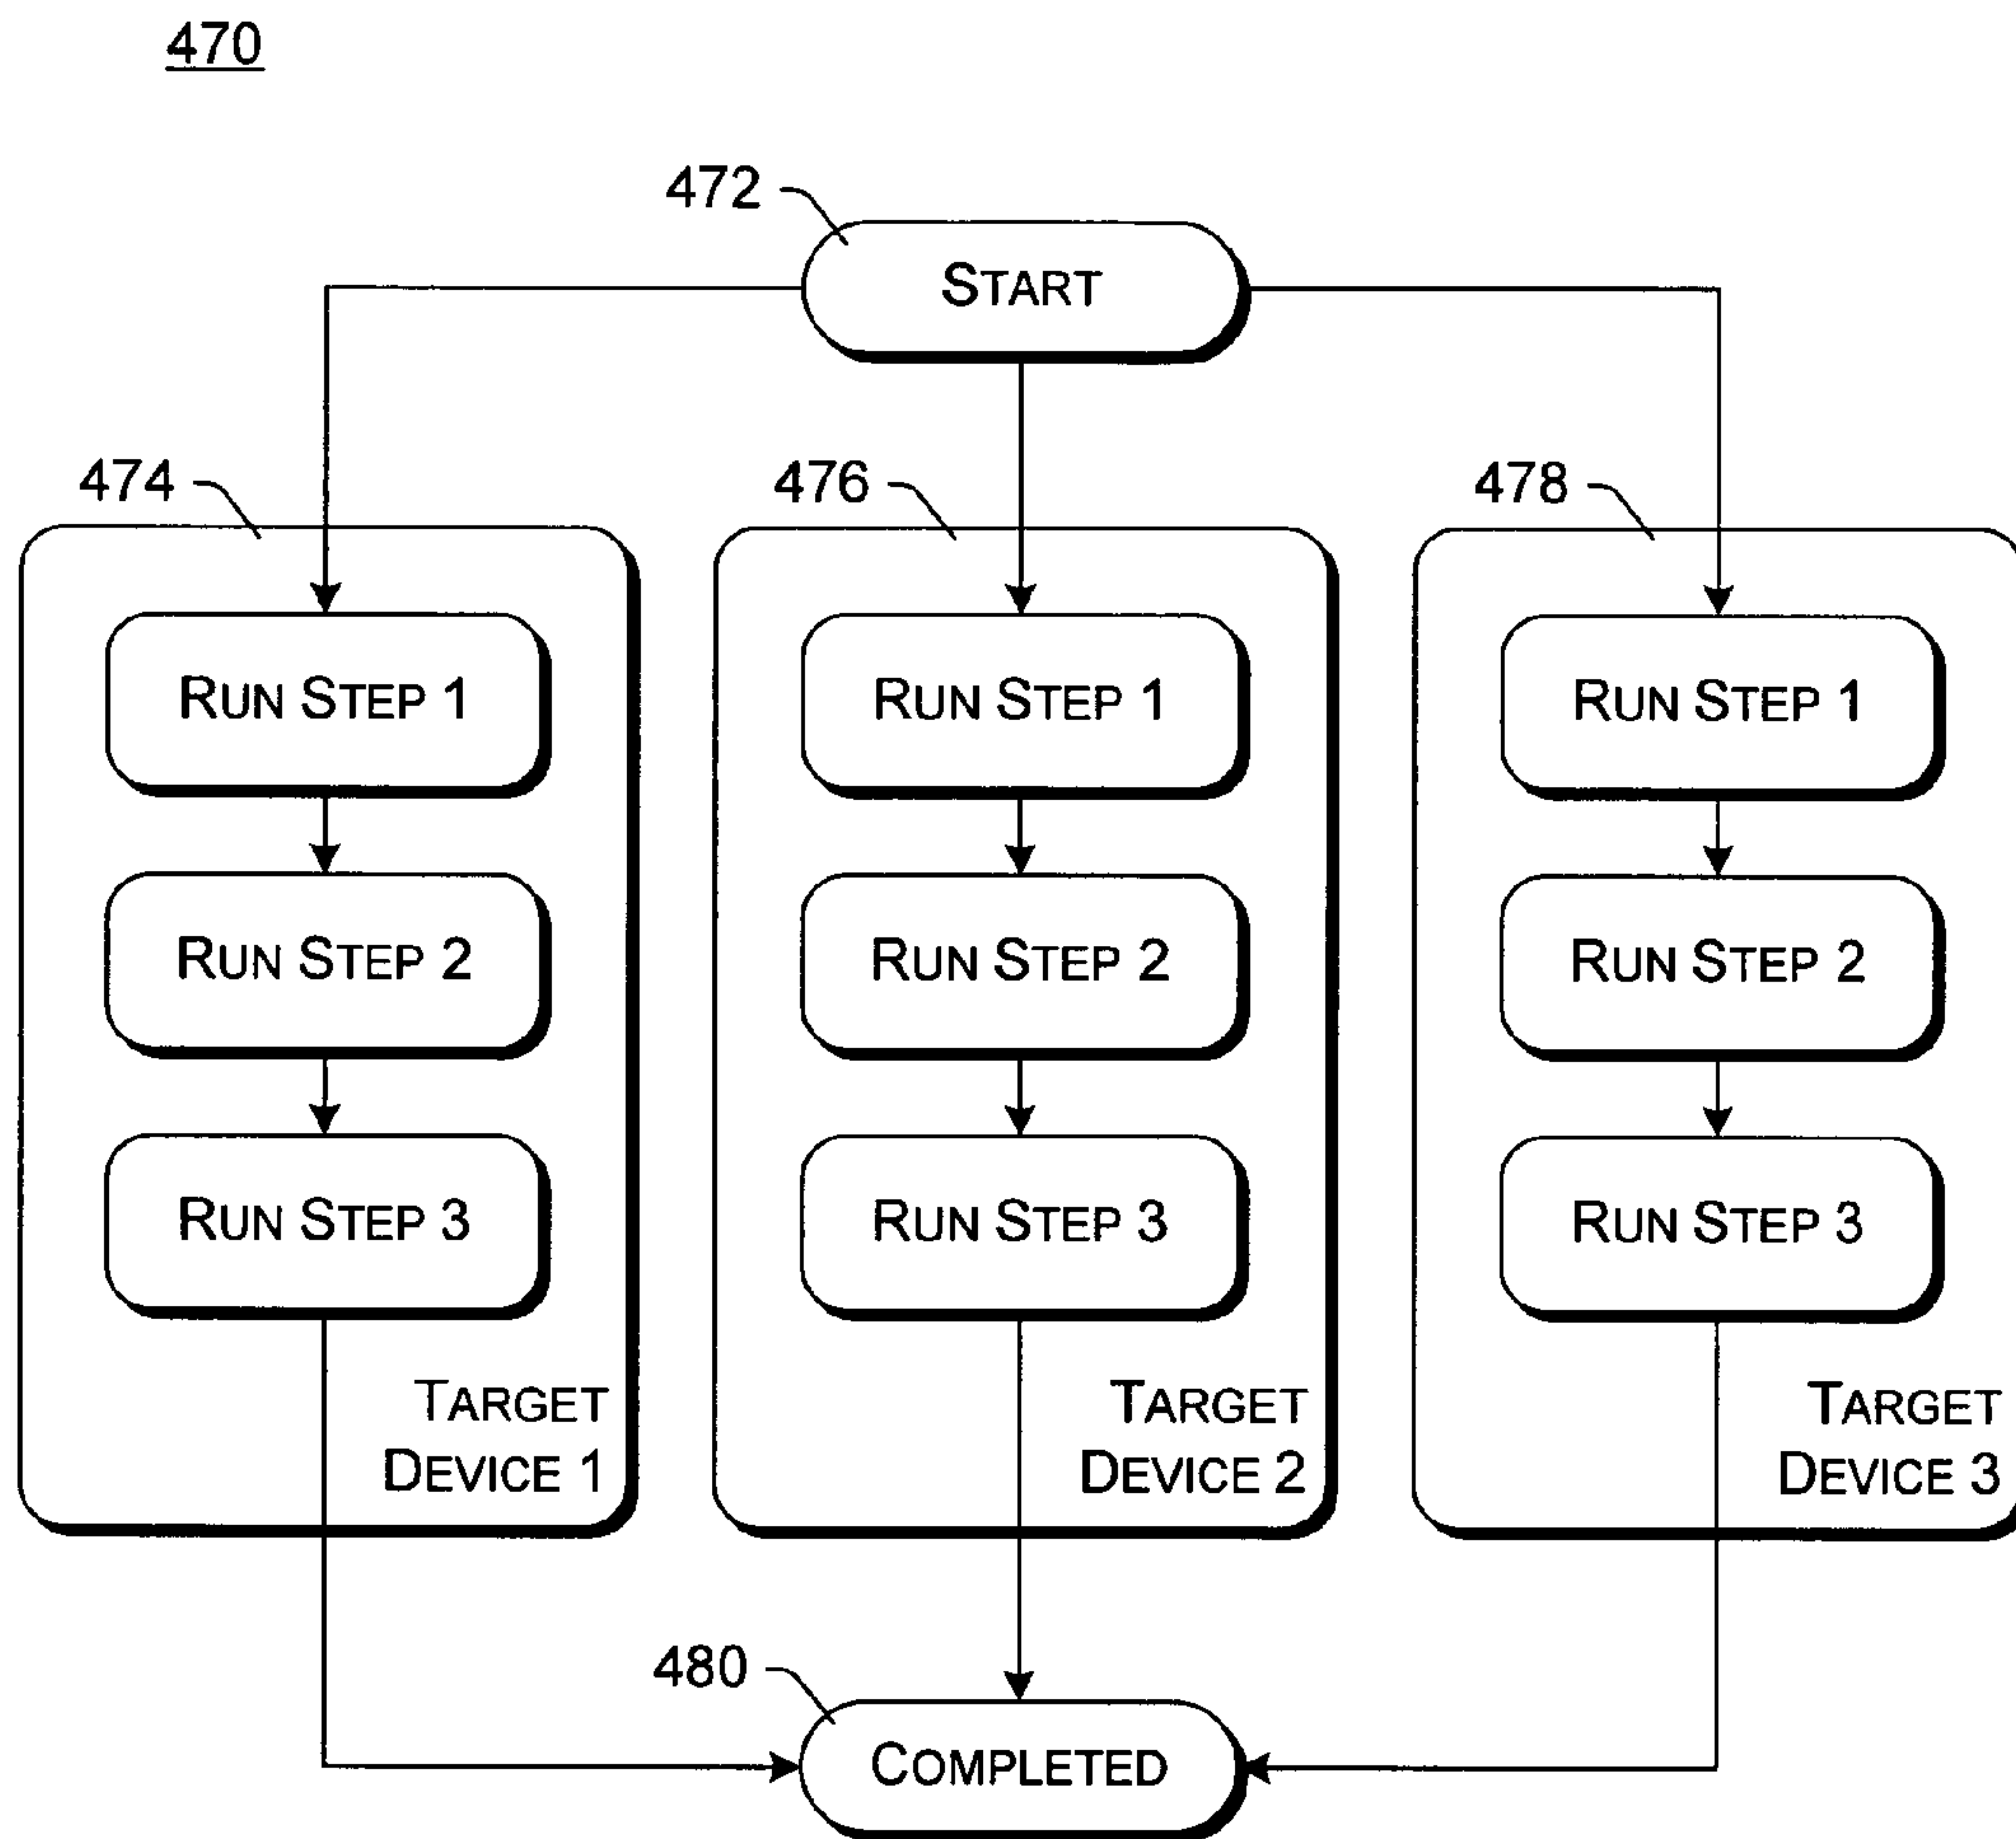 470
472
START
474
476
478
RUN STEP 1
RUN STEP 1
RUN STEP 1
RUN STEP 2
RUN STEP 2
RUN STEP 2
RUN STEP 3
RUN STEP 3
RUN STEP 3
TARGET
DEVICE 1
TARGET
DEVICE 2
TARGET
DEVICE 3
480
COMPLETED